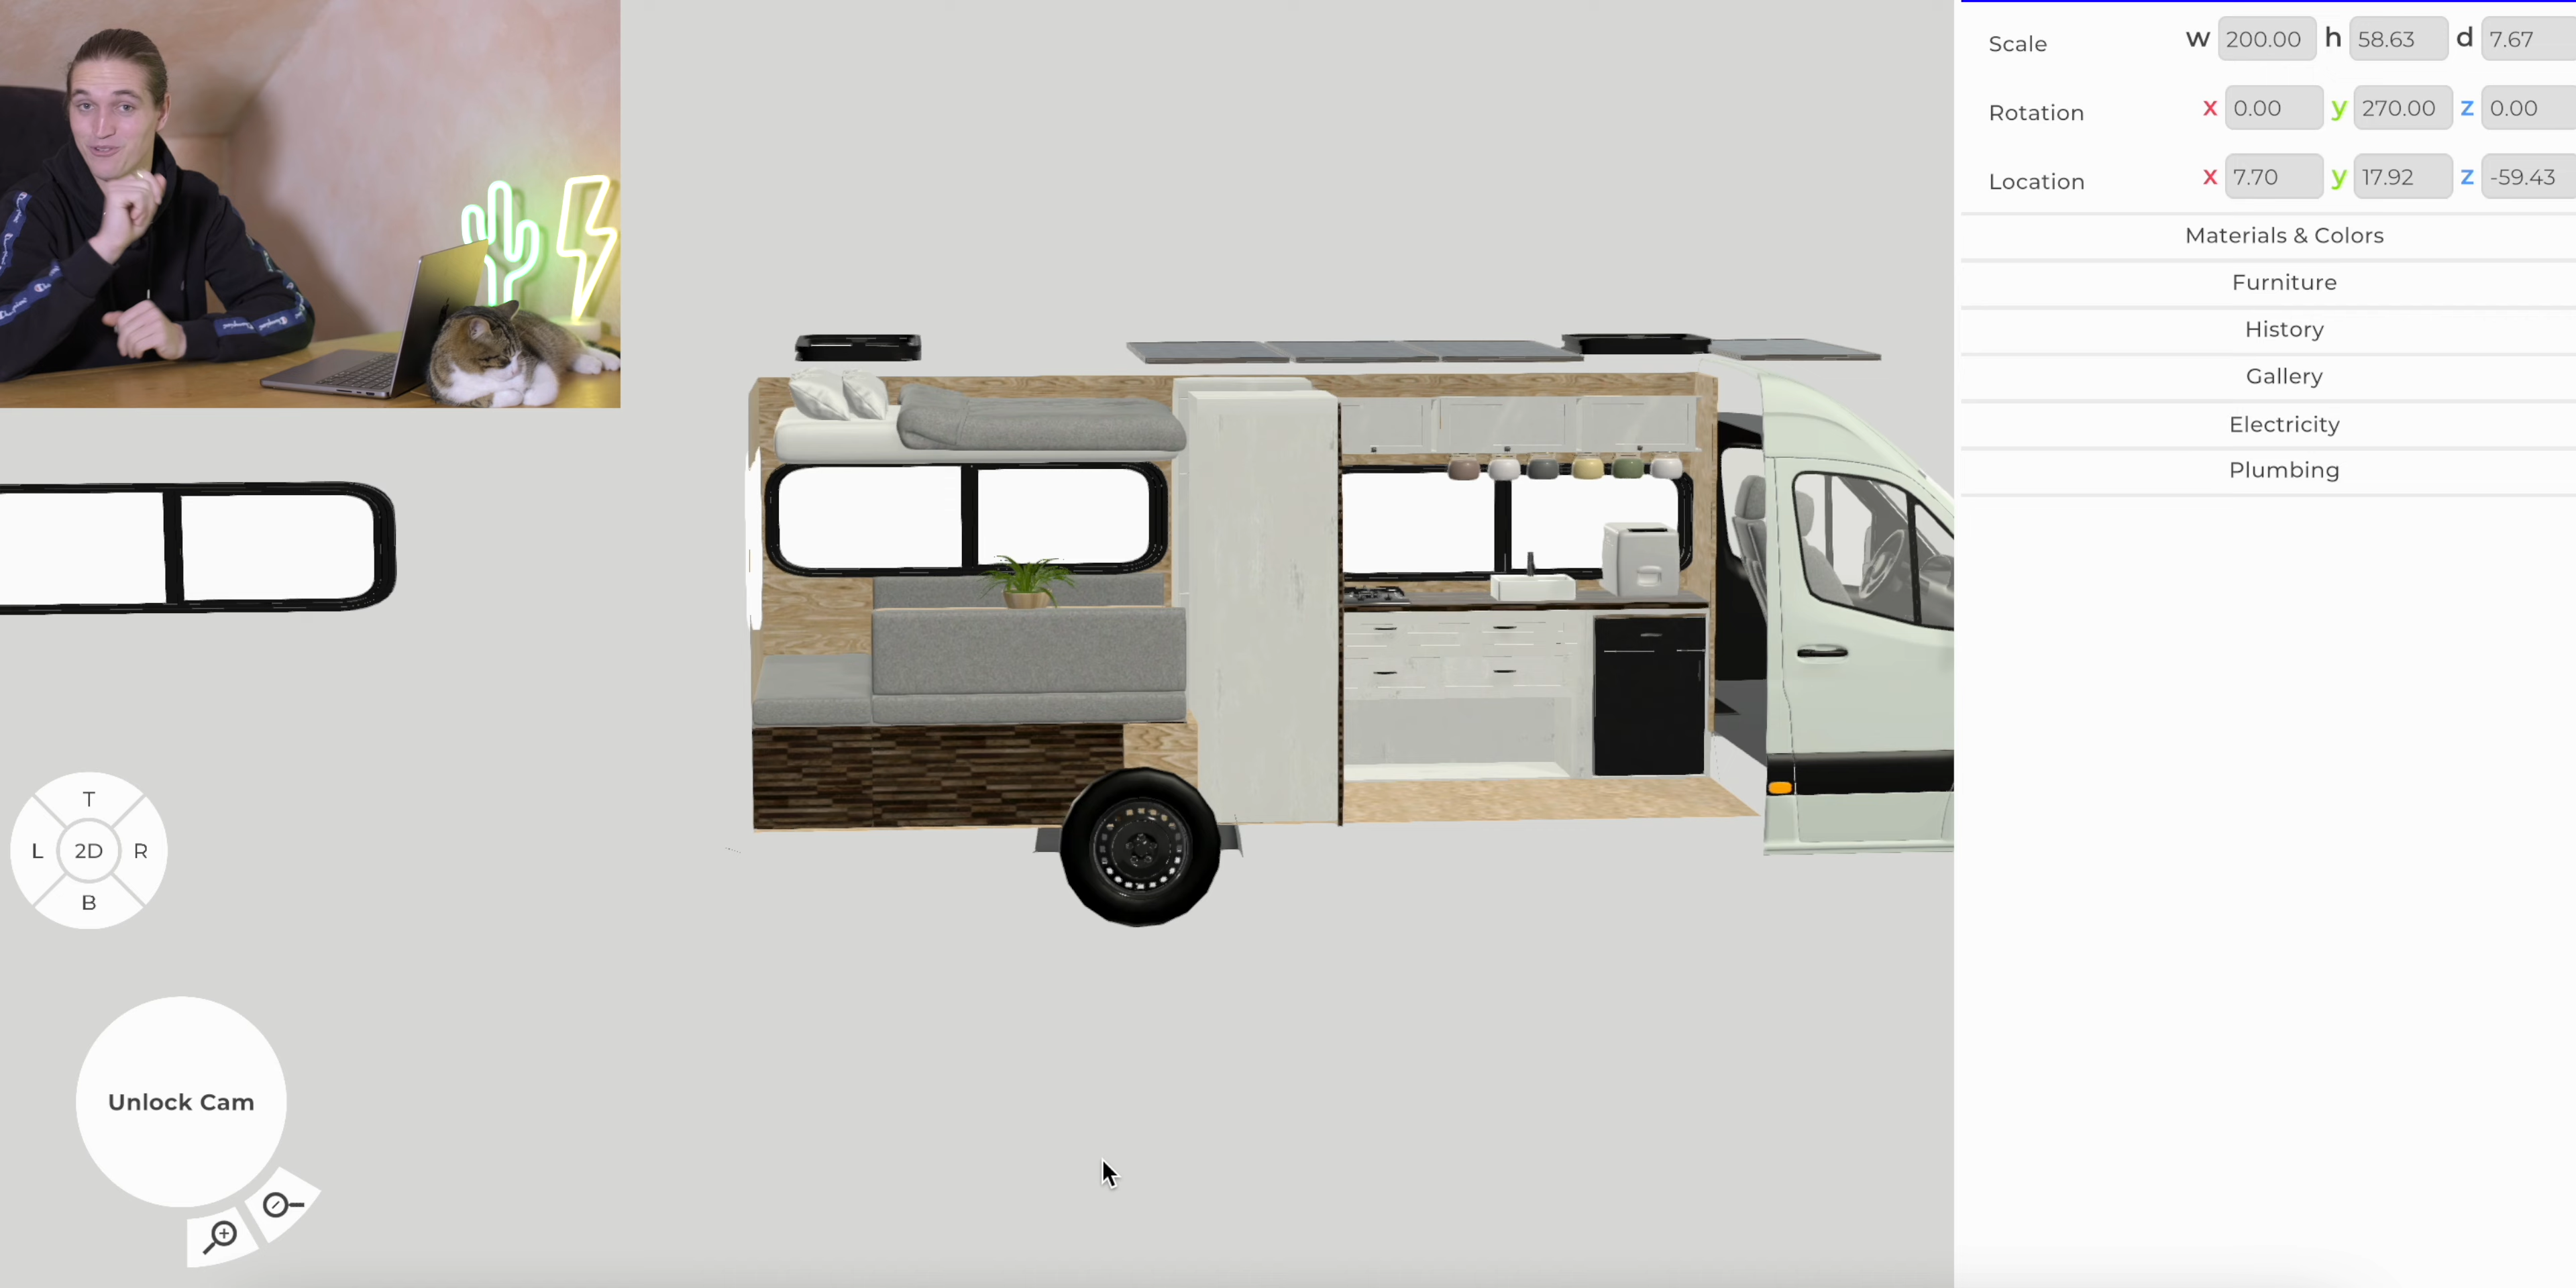 Scale w 200.00 h 58.63 d 7.67
Rotation x 0.00 y 270.00 z 0.00
Location x 7.70 y 17.92 z -59.43
Materials & Colors
Furniture
History
Gallery
Electricity
Plumbing
T
L 2D R
B
Unlock Cam